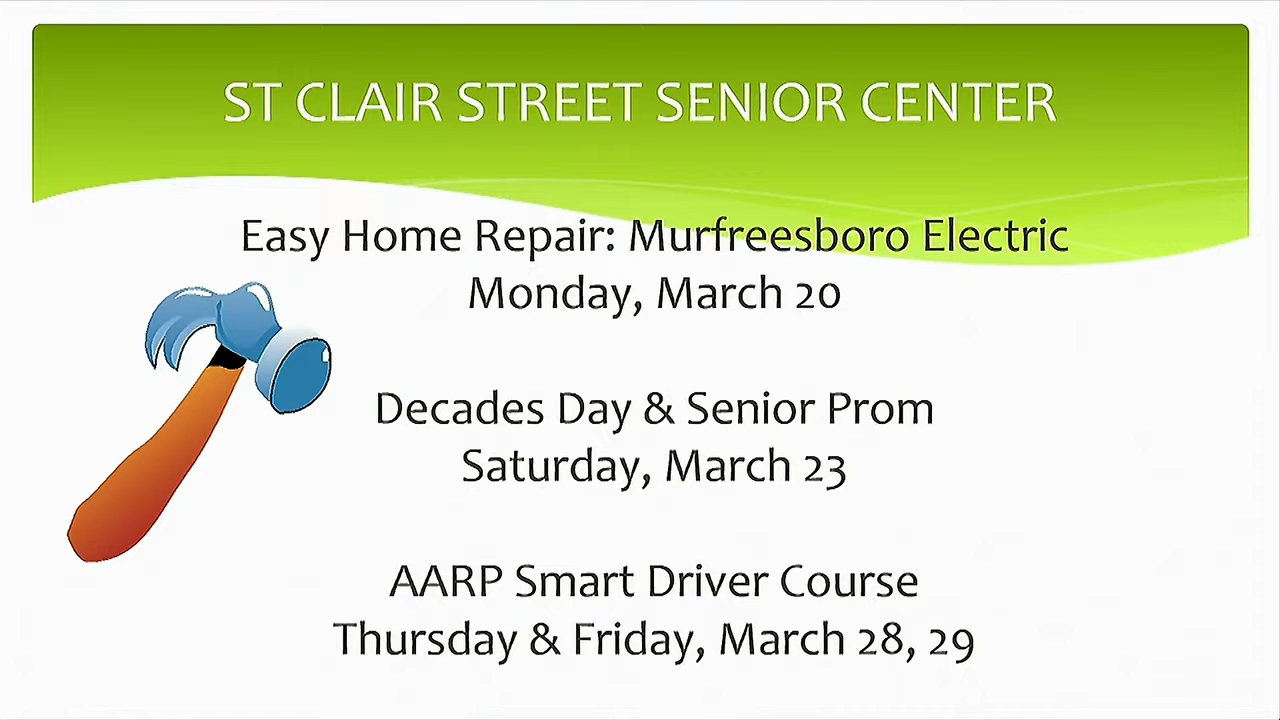 ST CLAIR STREET SENIOR CENTER
Easy Home Repair: Murfreesboro Electric
Monday, March 20
Decades Day & Senior Prom
Saturday, March 23
AARP Smart Driver Course
Thursday & Friday, March 28, 29